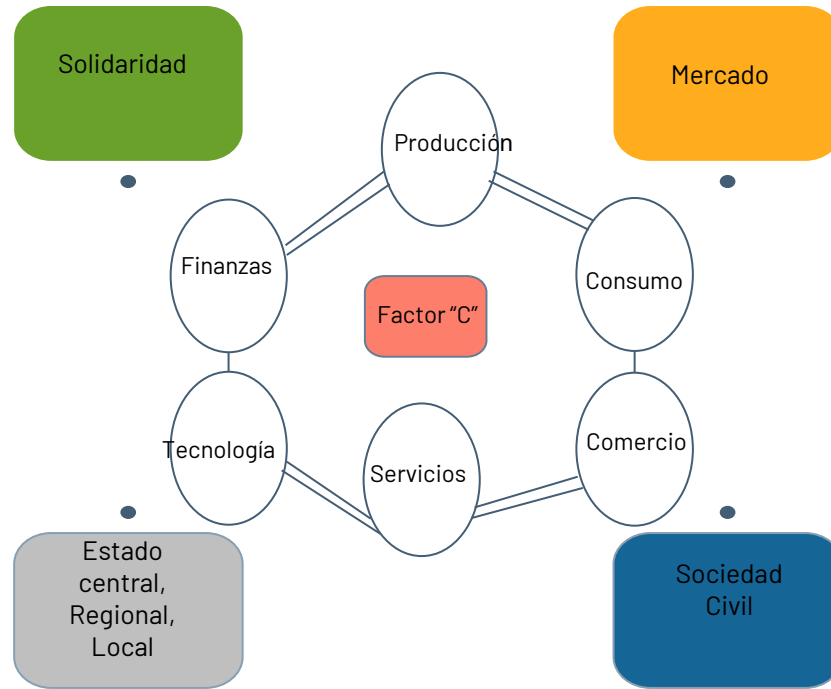 Solidaridad
Mercado
Producción
Finanzas
Consumo
Factor “C”
Tecnología
Servicios
Comercio
Estado
central,
Regional,
Local
Sociedad
Civil